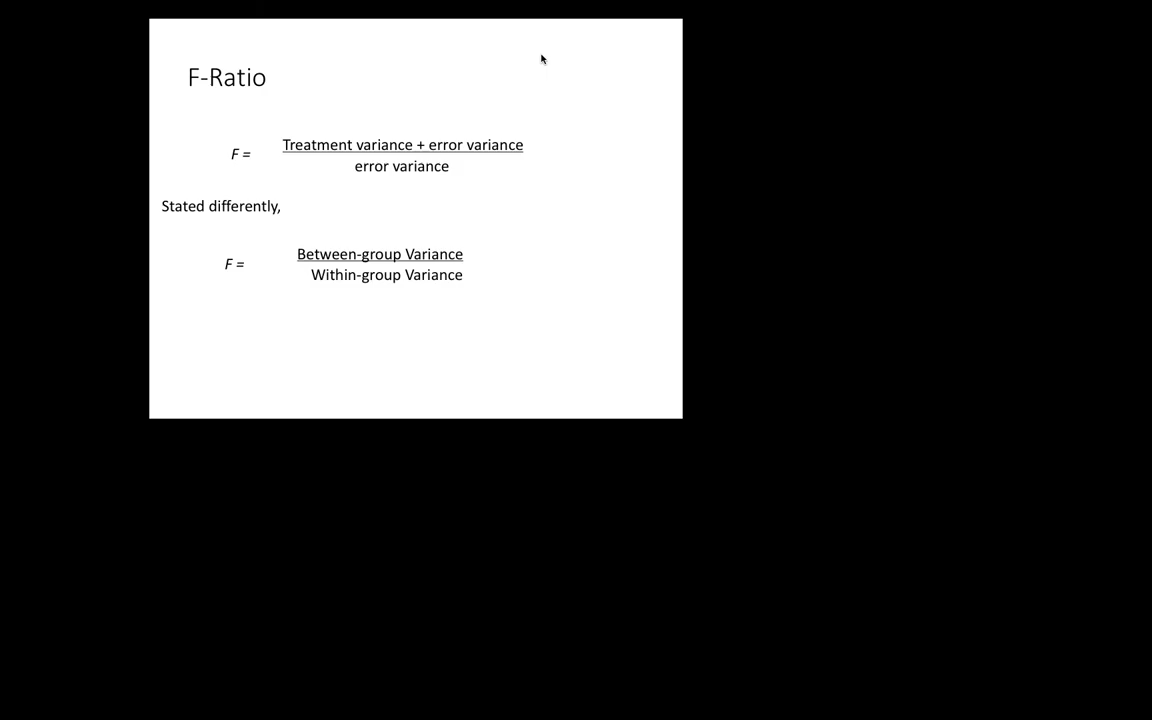 F-Ratio
F = Treatment variance + error variance
error variance
Stated differently,
F = Between-group Variance
Within-group Variance